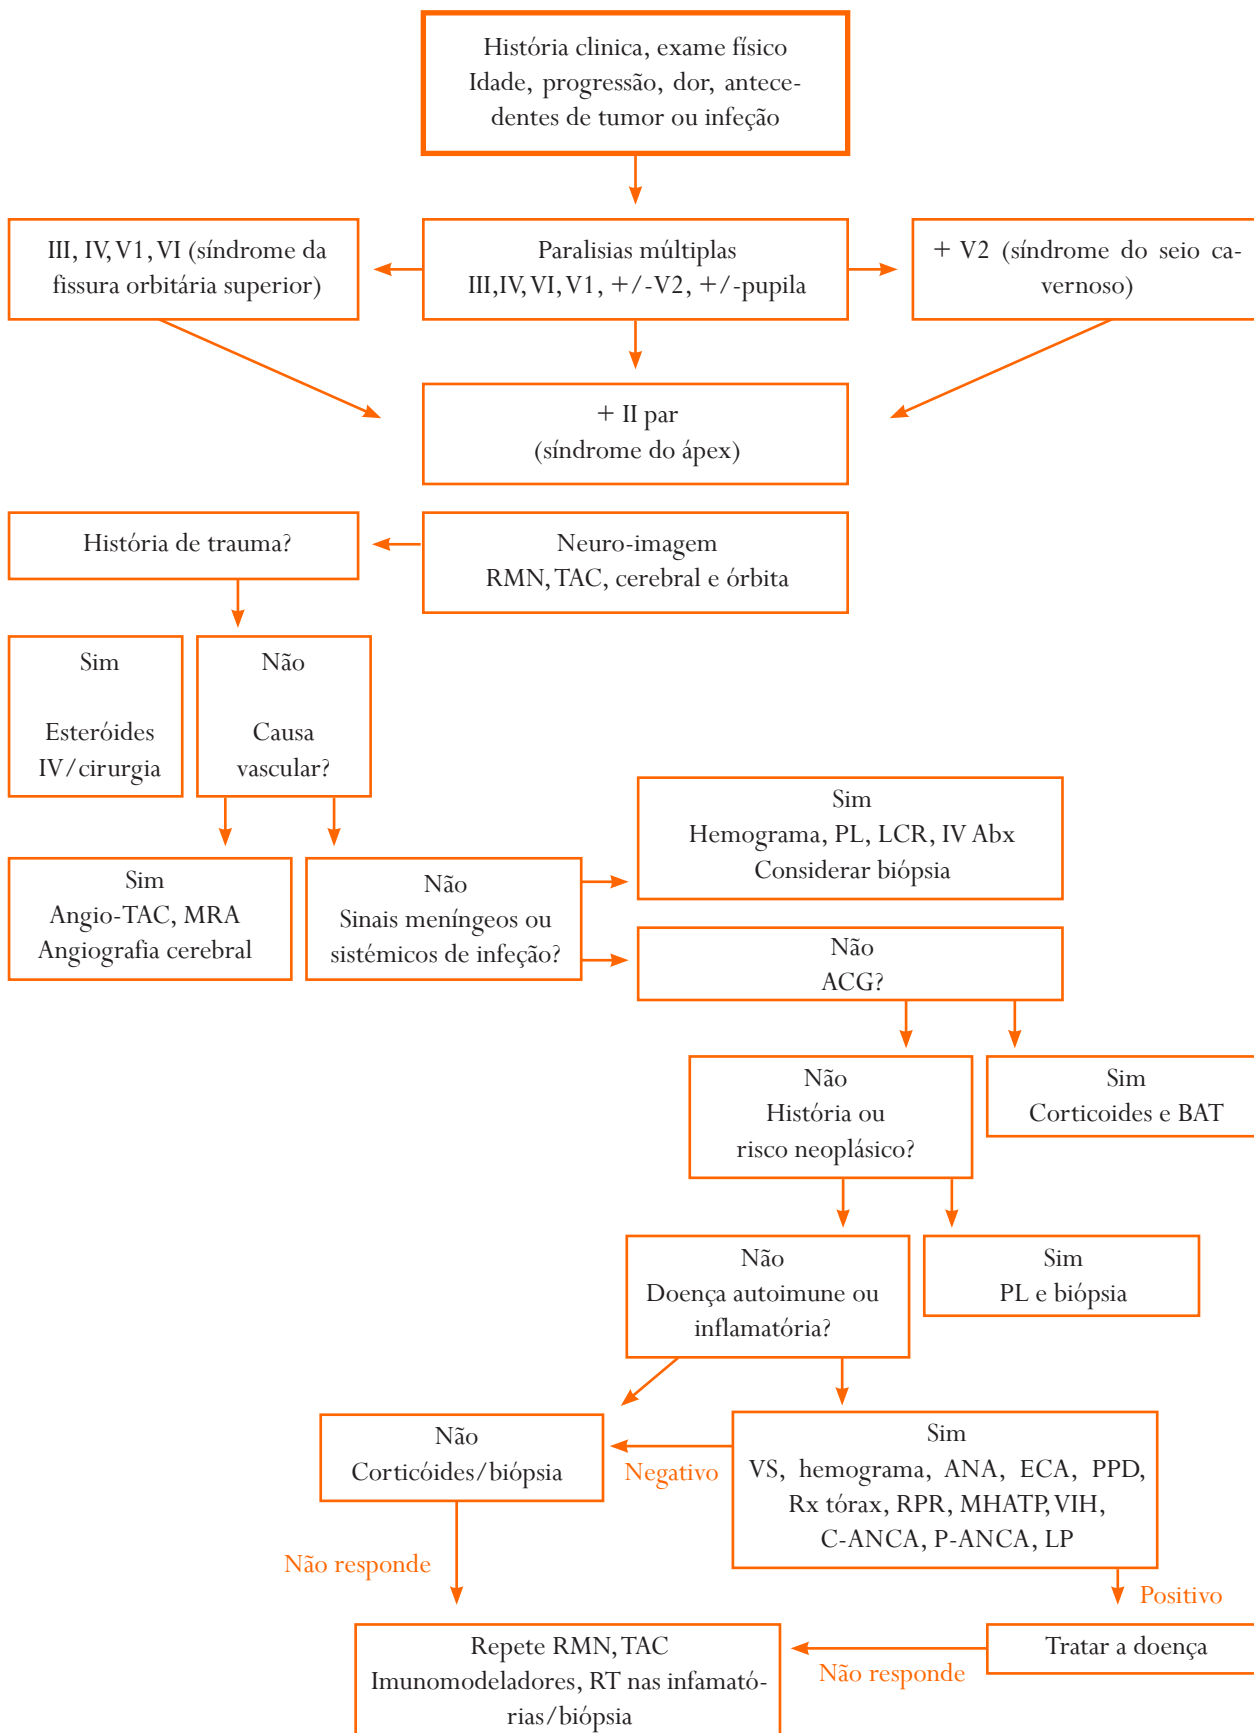 História clinica, exame físico
Idade, progressão, dor, antece-
dentes de tumor ou infeção
III, IV, V1, VI (síndrome da
fissura orbitária superior)
Paralisias múltiplas
III,IV, VI, V1, +/-V2, +/-pupila
+ V2 (síndrome do seio ca-
vernoso)
+ II par
(síndrome do ápex)
História de trauma?
Neuro-imagem
RMN, TAC, cerebral e órbita
Sim
Esteróides
IV/cirurgia
Não
Causa
vascular?
Sim
Hemograma, PL, LCR, IV Abx
Considerar biópsia
Sim
Angio-TAC, MRA
Angiografia cerebral
Não
Sinais meníngeos ou
sistémicos de infeção?
Não
ACG?
Não
História ou
risco neoplásico?
Sim
Corticoides e BAT
Não
Doença autoimune ou
inflamatória?
Sim
PL e biópsia
Não
Corticóides/biópsia
Negativo
Sim
VS, hemograma, ANA, ECA, PPD,
Rx tórax, RPR, MHATP, VIH,
C-ANCA, P-ANCA, LP
Não responde
Positivo
Repete RMN, TAC
Imunomodeladores, RT nas infamató-
rias/biópsia
Não responde
Tratar a doença